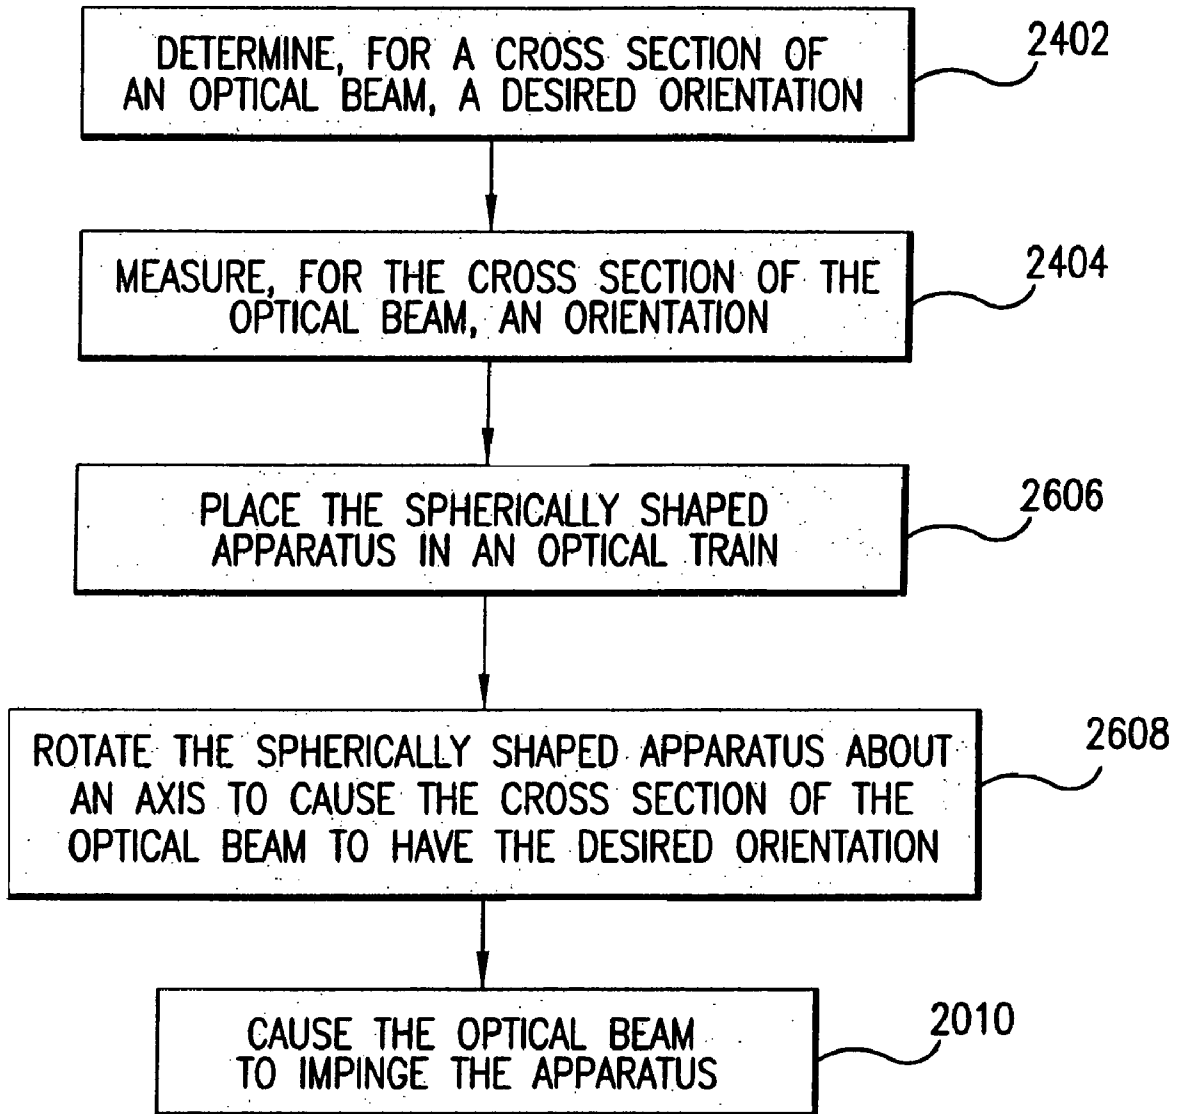 DETERMINE, FOR A CROSS SECTION OF
AN OPTICAL BEAM, A DESIRED ORIENTATION
2402
MEASURE, FOR THE CROSS SECTION OF THE
OPTICAL BEAM, AN ORIENTATION
2404
PLACE THE SPHERICALLY SHAPED
APPARATUS IN AN OPTICAL TRAIN
2606
ROTATE THE SPHERICALLY SHAPED APPARATUS ABOUT
AN AXIS TO CAUSE THE CROSS SECTION OF THE
OPTICAL BEAM TO HAVE THE DESIRED ORIENTATION
2608
CAUSE THE OPTICAL BEAM
TO IMPINGE THE APPARATUS
2010